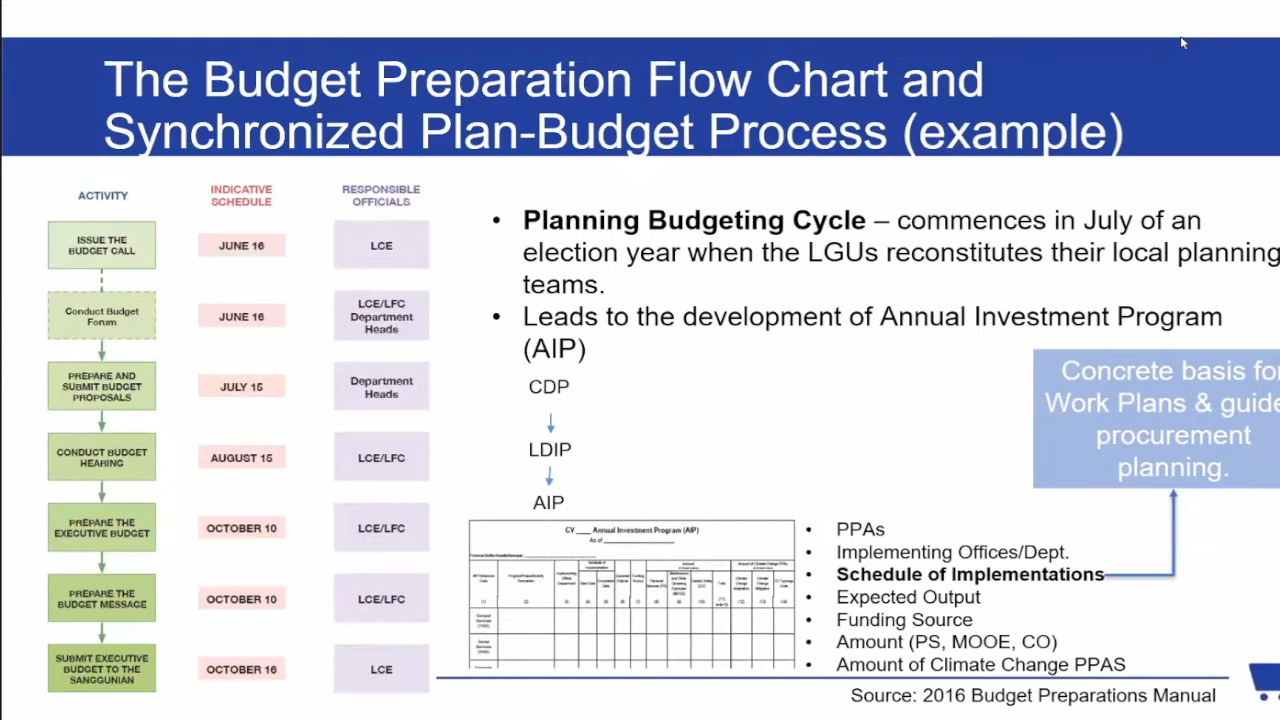 The Budget Preparation Flow Chart and
Synchronized Plan-Budget Process (example)
ACTIVITY
INDICATIVE
SCHEDULE
RESPONSIBLE
OFFICIALS
ISSUE THE
BUDGET CALL
JUNE 16
LCE
Conduct Budget
Forum
JUNE 16
LCE/LFC
Department
Heads
PREPARE AND
SUBMIT BUDGET
PROPOSALS
JULY 15
Department
Heads
CONDUCT BUDGET
HEARING
AUGUST 15
LCE/LFC
PREPARE THE
EXECUTIVE BUDGET
OCTOBER 10
LCE/LFC
PREPARE THE
BUDGET MESSAGE
OCTOBER 10
LCE/LFC
SUBMIT EXECUTIVE
BUDGET TO THE
SANGGUNIAN
OCTOBER 16
LCE
• Planning Budgeting Cycle – commences in July of an
election year when the LGUs reconstitutes their local planning
teams.
• Leads to the development of Annual Investment Program
(AIP)
CDP
LDIP
AIP
Concrete basis for
Work Plans & guide
procurement
planning.
CY ____ Annual Investment Program (AIP)
As of ____
• PPAs
• Implementing Offices/Dept.
• Schedule of Implementations
• Expected Output
• Funding Source
• Amount (PS, MOOE, CO)
• Amount of Climate Change PPAS
Source: 2016 Budget Preparations Manual